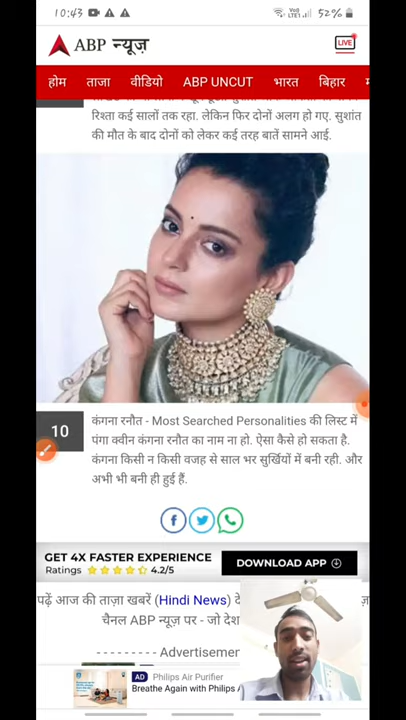 10:43
52%
ABP न्यूज़
LIVE
होम ताजा वीडियो ABP UNCUT भारत बिहार
रिश्ता कई सालों तक रहा. लेकिन फिर दोनों अलग हो गए. सुशांत
की मौत के बाद दोनों को लेकर कई तरह बातें सामने आई.
10
कंगना रनौत - Most Searched Personalities की लिस्ट में
पंगा क्वीन कंगना रनौत का नाम ना हो. ऐसा कैसे हो सकता है.
कंगना किसी न किसी वजह से साल भर सुर्खियों में बनी रही. और
अभी भी बनी ही हुई हैं.
GET 4X FASTER EXPERIENCE
Ratings 4.2/5
DOWNLOAD APP
पढ़ें आज की ताज़ा खबरें (Hindi News)
चैनल ABP न्यूज़ पर - जो देश
- - - - - - - - - Advertisemen
AD Philips Air Purifier
Breathe Again with Philips